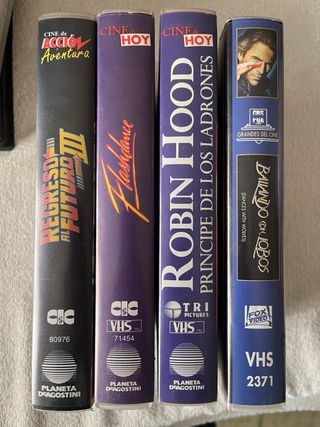 CINE de
ACCIÓN
y
Aventura
REGRESO
AL
FUTURO III
CIC
80976
PLANETA
DEAGOSTINI
CINE de
HOY
Flashdance
CIC
VHS
71454
PLANETA
DEAGOSTINI
CINE de
HOY
ROBIN HOOD
PRINCIPE DE LOS LADRONES
TRI
PICTURES
VHS
PLANETA
DEAGOSTINI
CBS
FOX
GRANDES DEL CINE
BAILANDO CON LOBOS
(DANCES WITH WOLVES)
FOX
VIDEO
VHS
2371